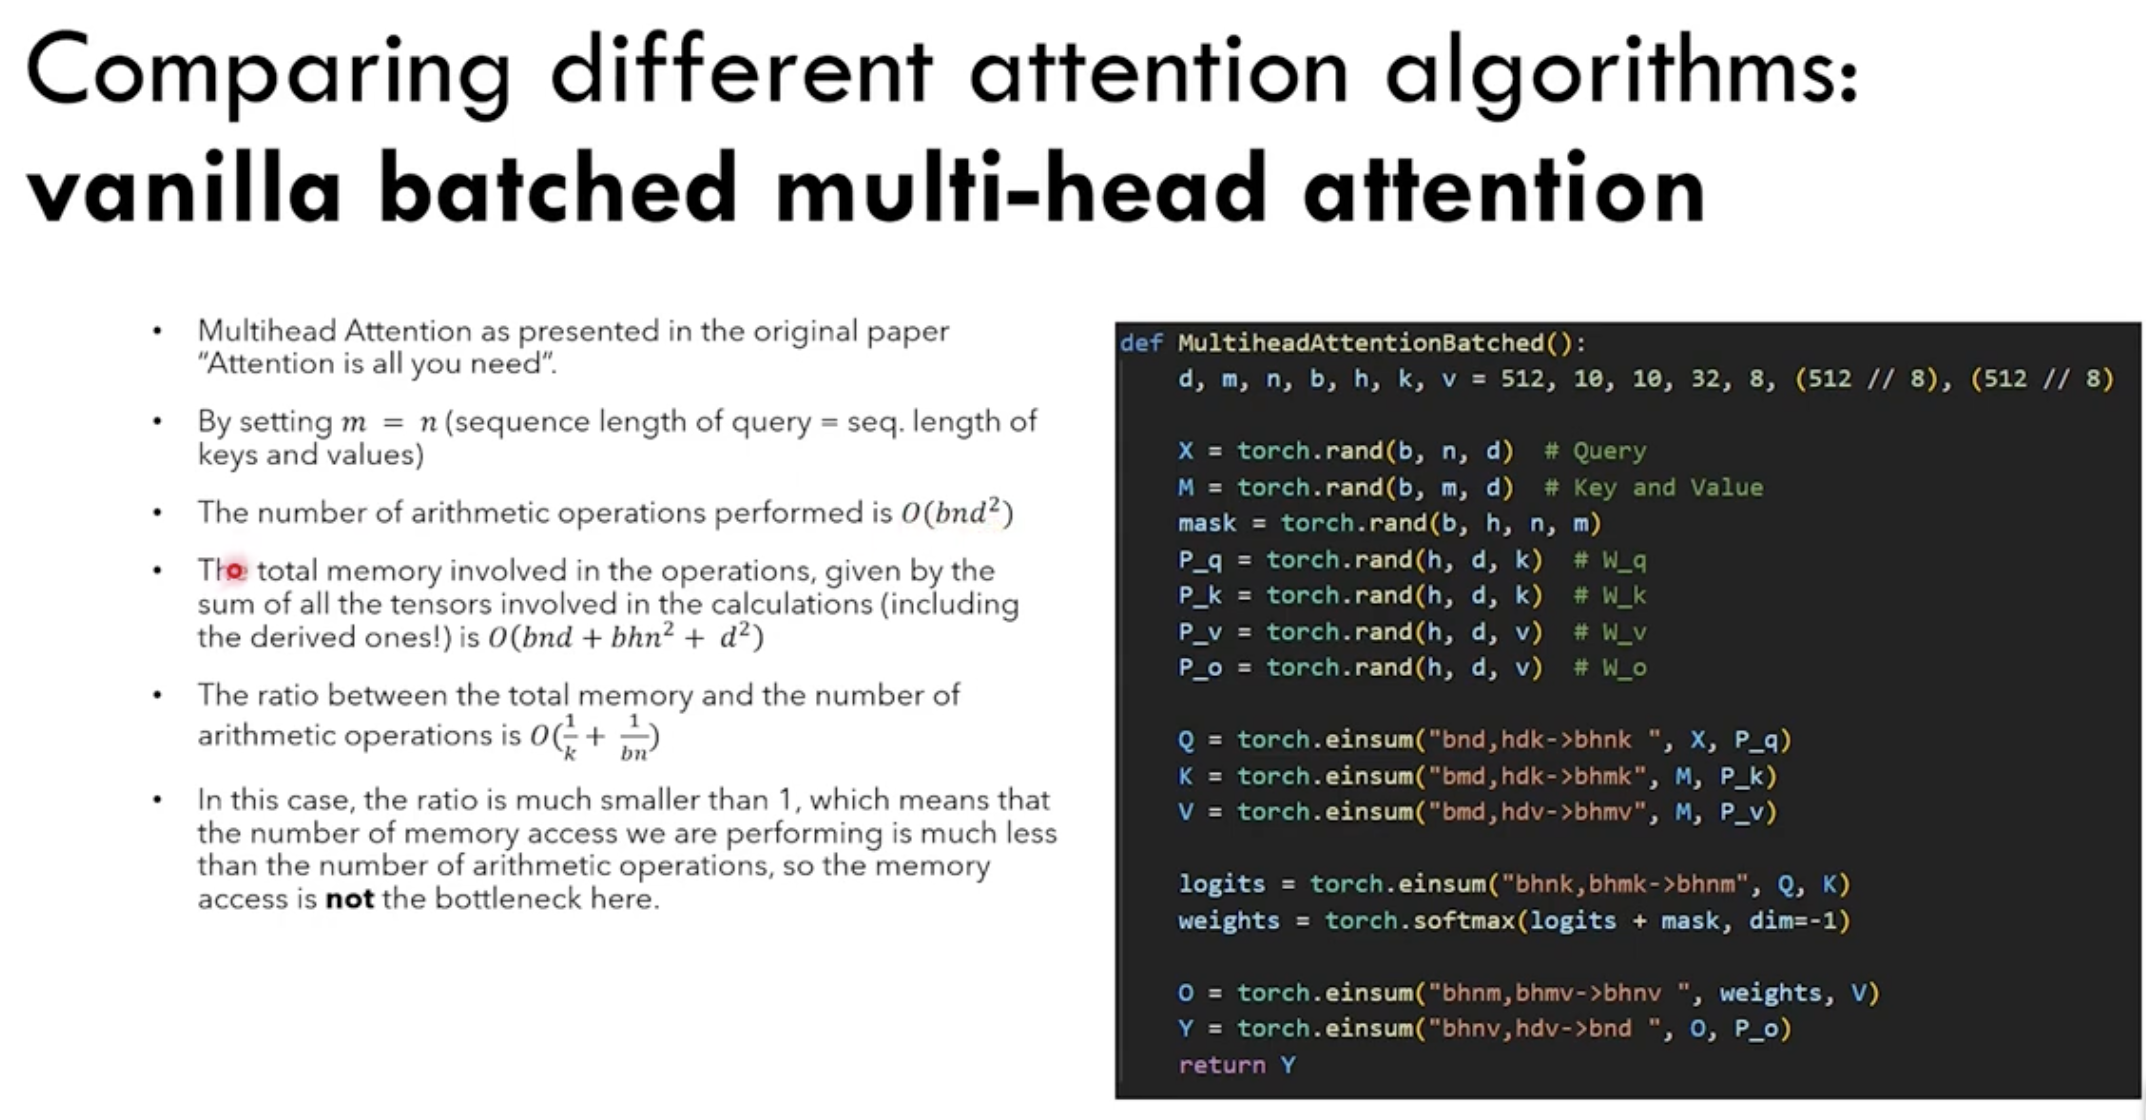 Comparing different attention algorithms:
vanilla batched multi-head attention
• Multihead Attention as presented in the original paper
“Attention is all you need”.
• By setting m = n (sequence length of query = seq. length of
keys and values)
• The number of arithmetic operations performed is O(bnd²)
• The total memory involved in the operations, given by the
sum of all the tensors involved in the calculations (including
the derived ones!) is O(bnd + bhn² + d²)
• The ratio between the total memory and the number of
arithmetic operations is O(1/k + 1/bn)
• In this case, the ratio is much smaller than 1, which means that
the number of memory access we are performing is much less
than the number of arithmetic operations, so the memory
access is not the bottleneck here.
def MultiheadAttentionBatched():
    d, m, n, b, h, k, v = 512, 10, 10, 32, 8, (512 // 8), (512 // 8)
    X = torch.rand(b, n, d)  # Query
    M = torch.rand(b, m, d)  # Key and Value
    mask = torch.rand(b, h, n, m)
    P_q = torch.rand(h, d, k)  # W_q
    P_k = torch.rand(h, d, k)  # W_k
    P_v = torch.rand(h, d, v)  # W_v
    P_o = torch.rand(h, d, v)  # W_o
    Q = torch.einsum("bnd,hdk->bhnk ", X, P_q)
    K = torch.einsum("bmd,hdk->bhmk", M, P_k)
    V = torch.einsum("bmd,hdv->bhmv", M, P_v)
    logits = torch.einsum("bhnk,bhmk->bhnm", Q, K)
    weights = torch.softmax(logits + mask, dim=-1)
    O = torch.einsum("bhnm,bhmv->bhnv ", weights, V)
    Y = torch.einsum("bhnv,hdv->bnd ", O, P_o)
    return Y